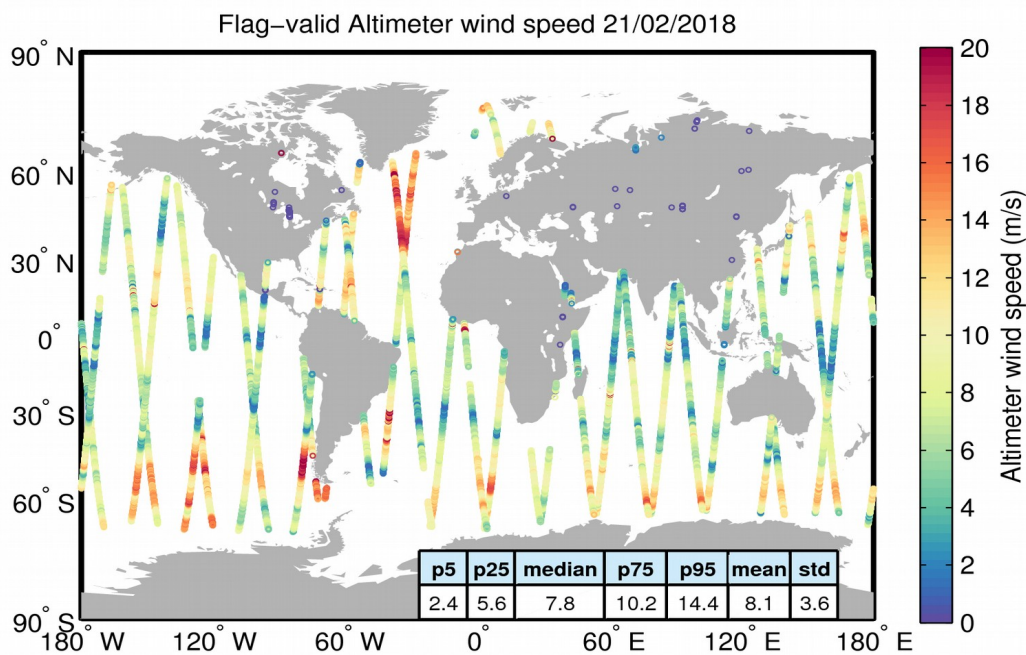 Flag−valid Altimeter wind speed 21/02/2018
90° N
60° N
30° N
0°
30° S
60° S
90° S
180° W
120° W
60° W
0°
60° E
120° E
180° E
p5 p25 median p75 p95 mean std
2.4 5.6 7.8 10.2 14.4 8.1 3.6
20
18
16
14
12
10
8
6
4
2
0
Altimeter wind speed (m/s)